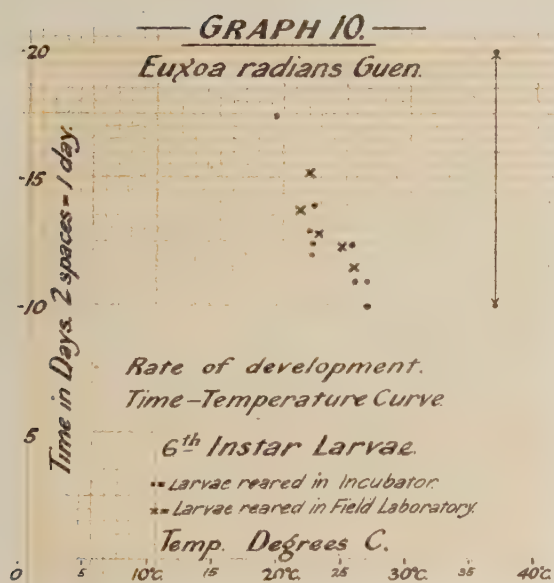 GRAPH 10.
Euxoa radians Guen.
20
15
10
5
Time in Days. 2 spaces = 1 day.
Rate of development.
Time-Temperature Curve
6th Instar Larvae.
•= Larvae reared in Incubator.
x= Larvae reared in Field Laboratory.
Temp. Degrees C.
0 5 10°C. 15 20°C. 25 30°C. 35 40°C.